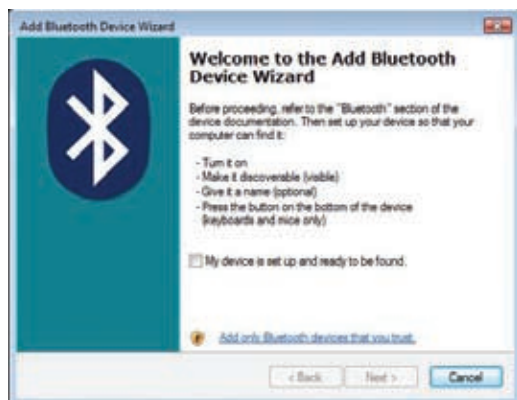 Add Bluetooth Device Wizard
Welcome to the Add Bluetooth
Device Wizard
Before proceeding, refer to the "Bluetooth" section of the
device documentation. Then set up your device so that your
computer can find it:
- Turn it on
- Make it discoverable (visible)
- Give it a name (optional)
- Press the button on the bottom of the device
(keyboards and mice only)
My device is set up and ready to be found.
Add only Bluetooth devices that you trust.
< Back
Next >
Cancel